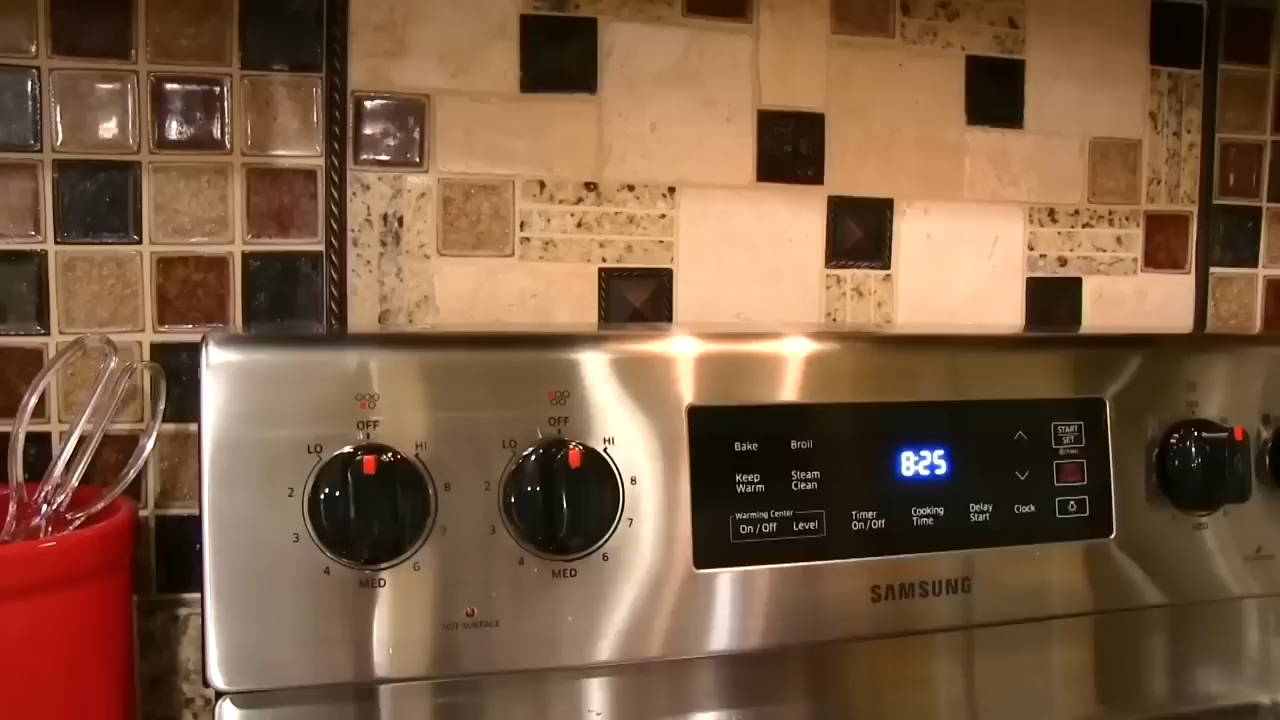 OFF
LO
HI
2
8
3
7
4
6
MED
OFF
LO
HI
2
8
3
7
4
6
MED
HOT SURFACE
Bake
Broil
Keep
Warm
Steam
Clean
Warming Center
On / Off
Level
8:25
Timer
On / Off
Cooking
Time
Delay
Start
Clock
START
SET
SAMSUNG
MED